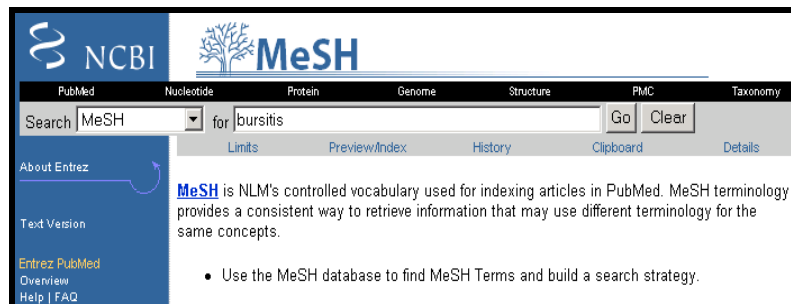 NCBI MeSH
PubMed Nucleotide Protein Genome Structure PMC Taxonomy
Search MeSH for bursitis Go Clear
Limits Preview/Index History Clipboard Details
About Entrez
Text Version
Entrez PubMed
Overview
Help | FAQ
MeSH is NLM's controlled vocabulary used for indexing articles in PubMed. MeSH terminology
provides a consistent way to retrieve information that may use different terminology for the
same concepts.
• Use the MeSH database to find MeSH Terms and build a search strategy.